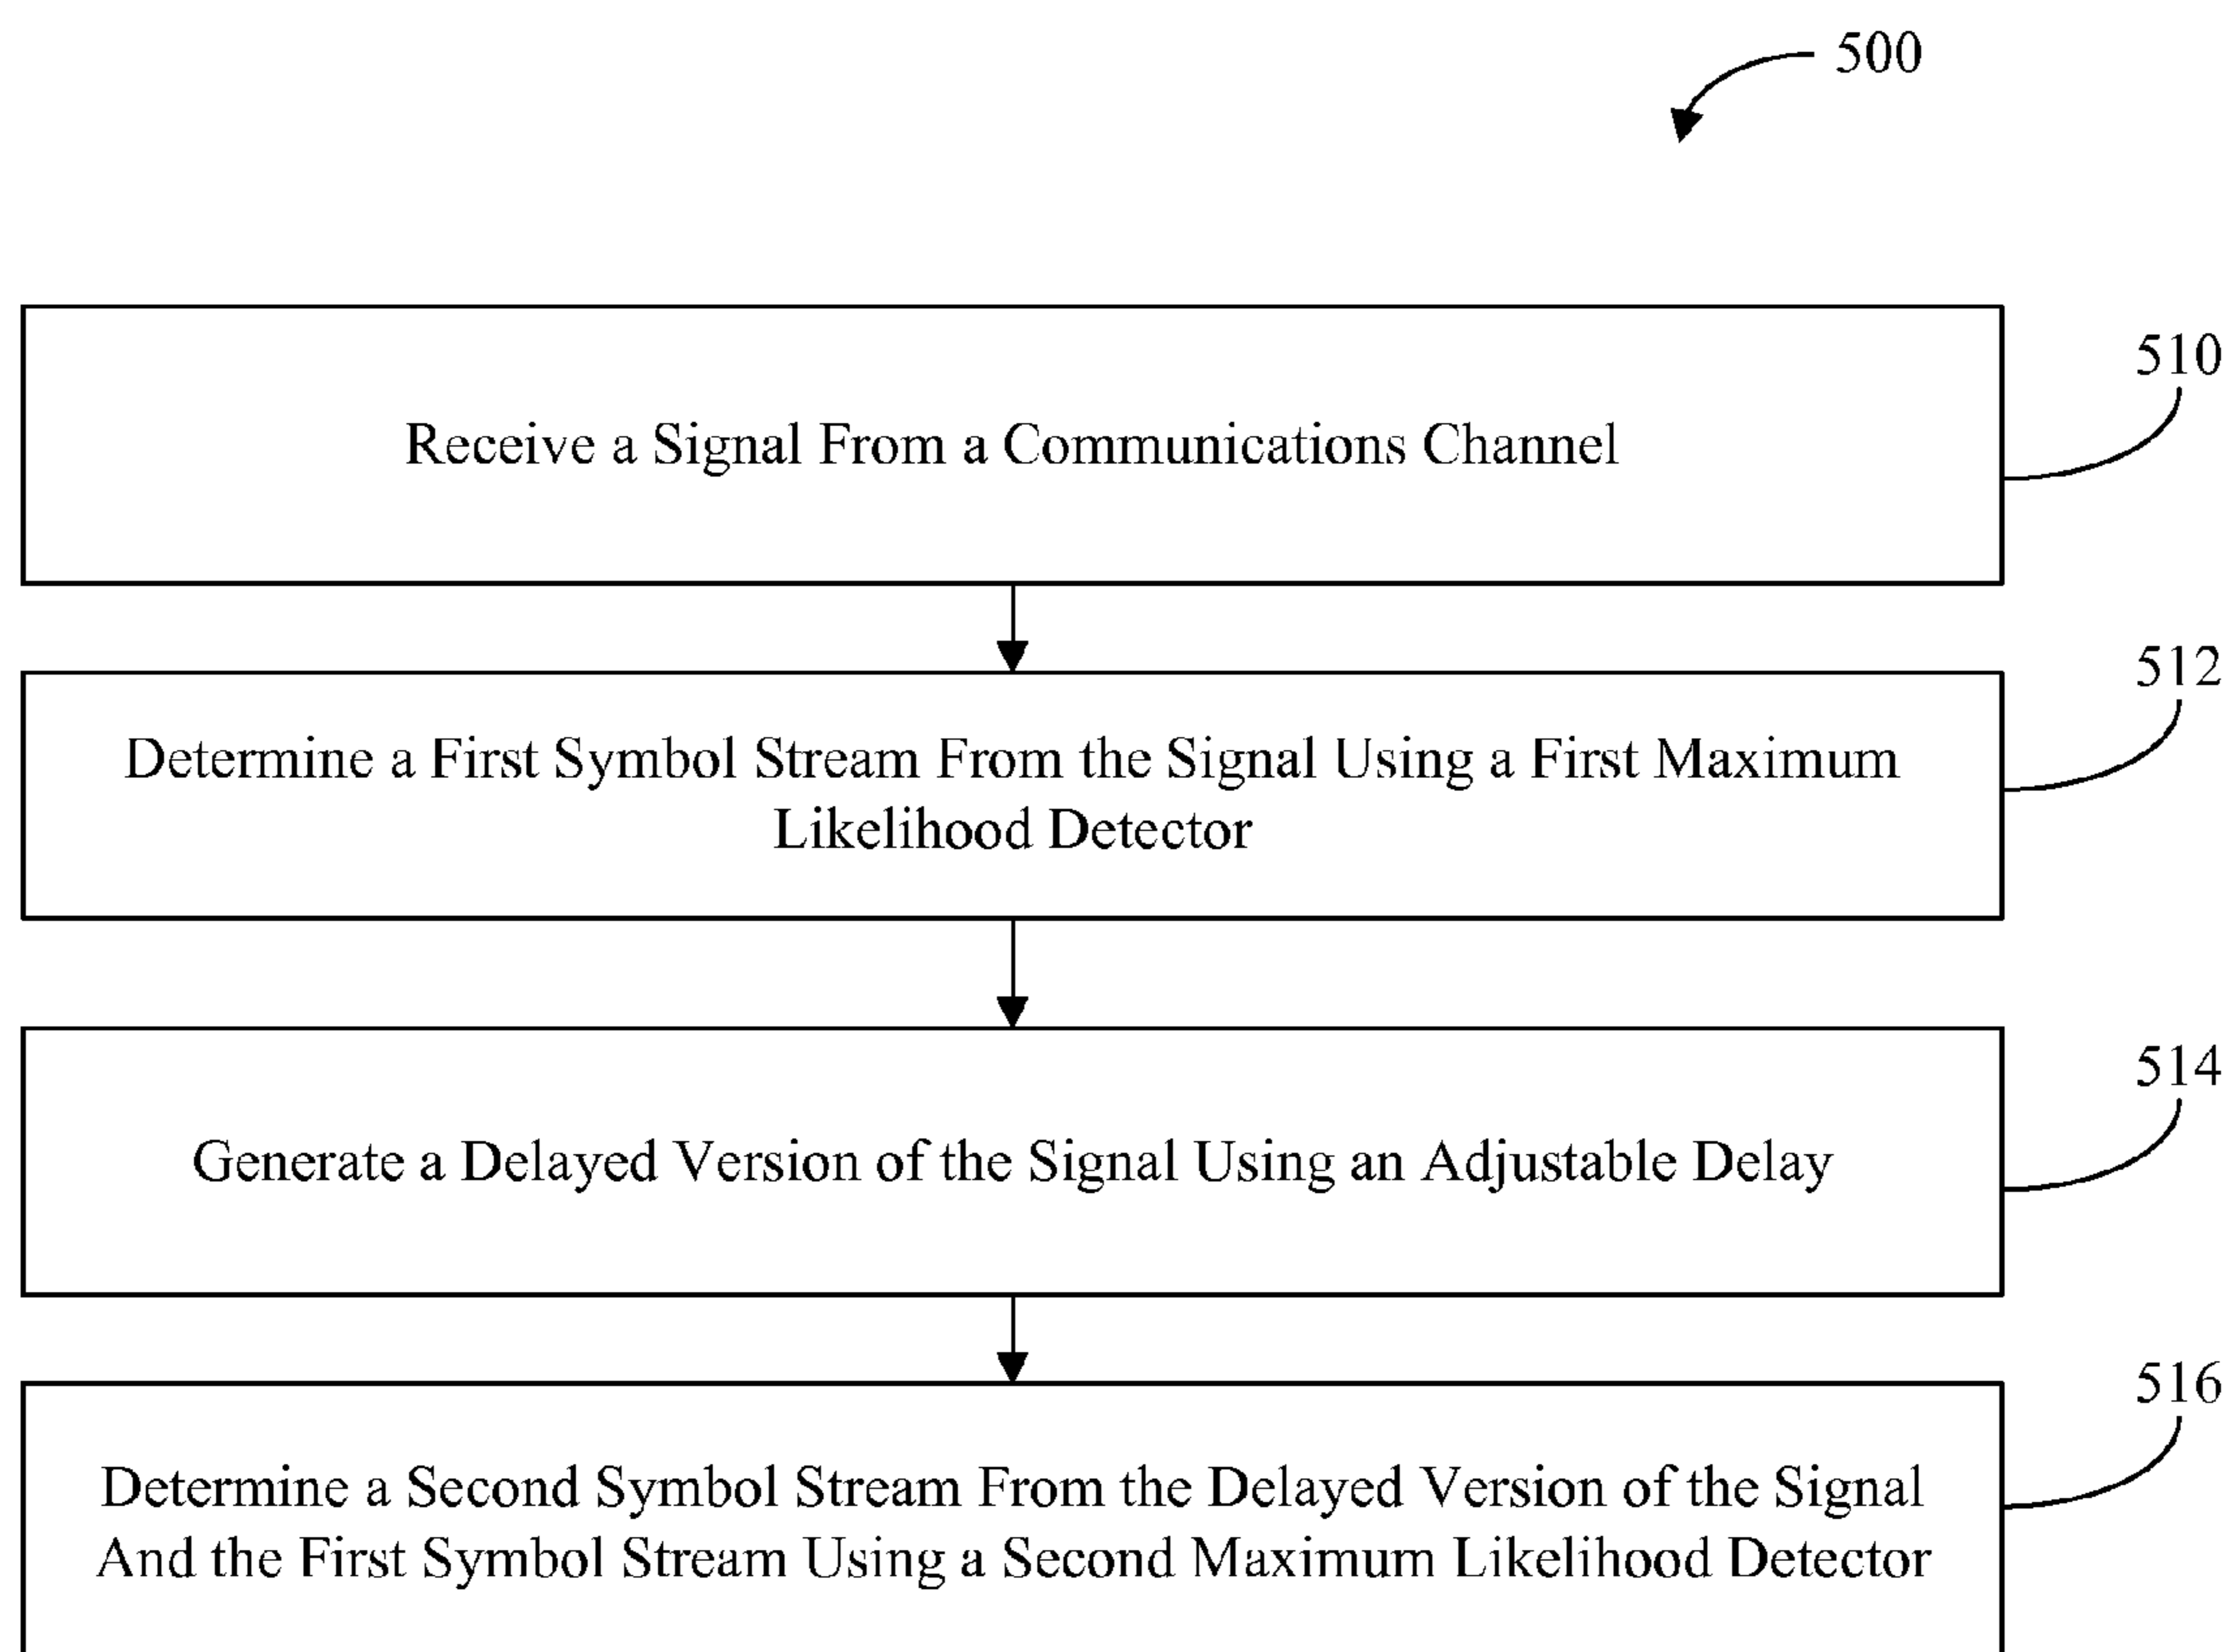 500
Receive a Signal From a Communications Channel
510
Determine a First Symbol Stream From the Signal Using a First Maximum
Likelihood Detector
512
Generate a Delayed Version of the Signal Using an Adjustable Delay
514
Determine a Second Symbol Stream From the Delayed Version of the Signal
And the First Symbol Stream Using a Second Maximum Likelihood Detector
516